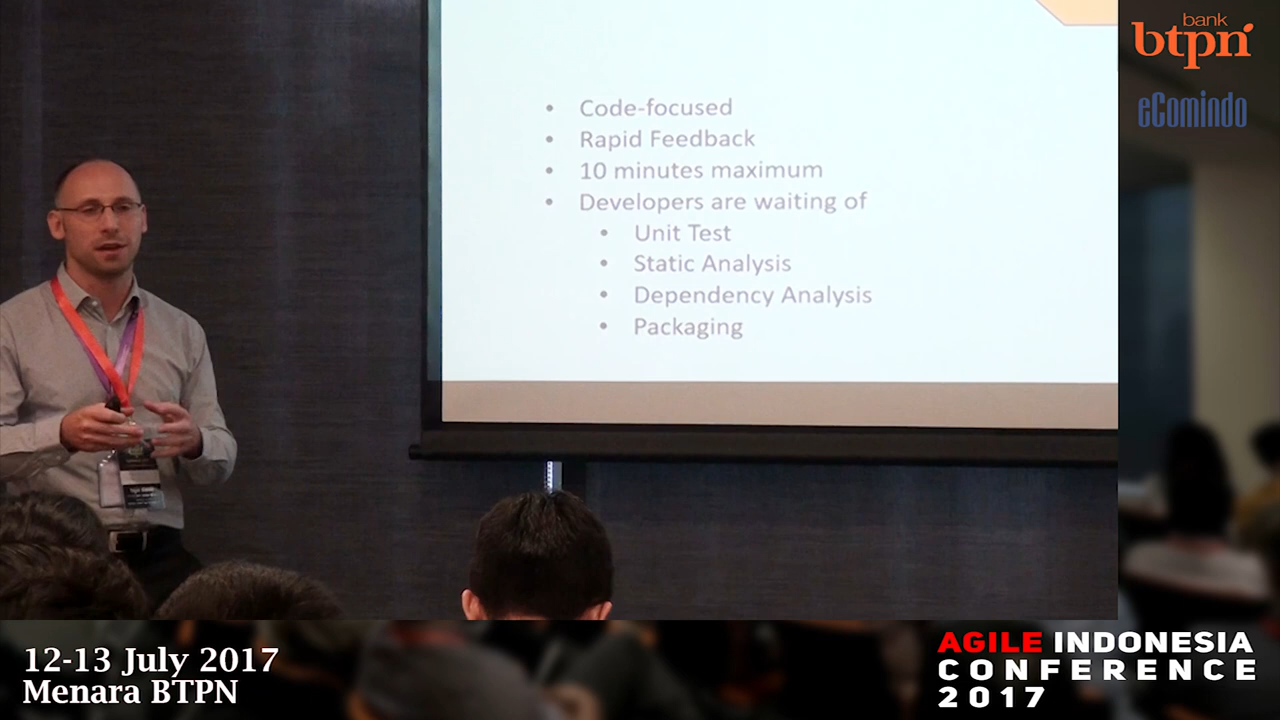 Code-focused
Rapid Feedback
10 minutes maximum
Developers are waiting of
Unit Test
Static Analysis
Dependency Analysis
Packaging
bank
btpn
eComindo
12-13 July 2017
Menara BTPN
AGILE INDONESIA
CONFERENCE
2017